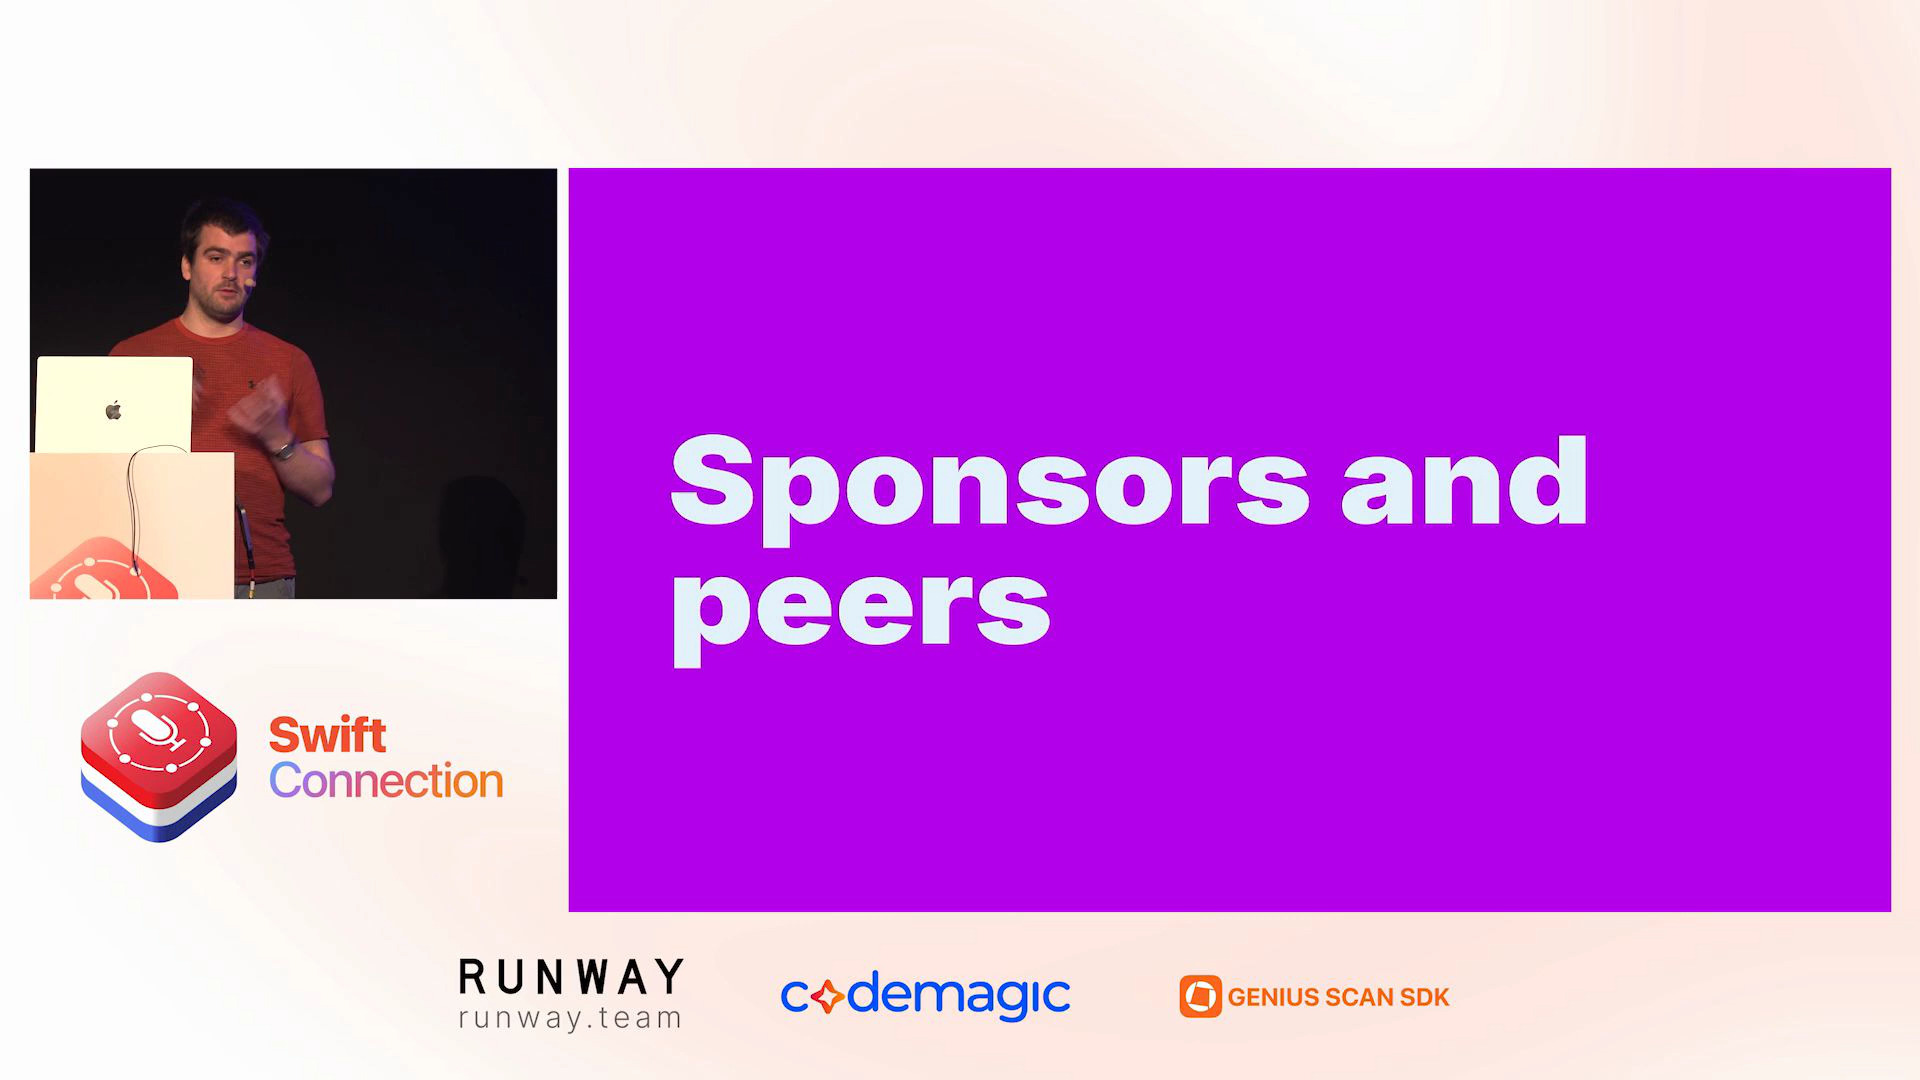 Sponsors and
peers
Swift
Connection
RUNWAY
runway.team
codemagic
GENIUS SCAN SDK